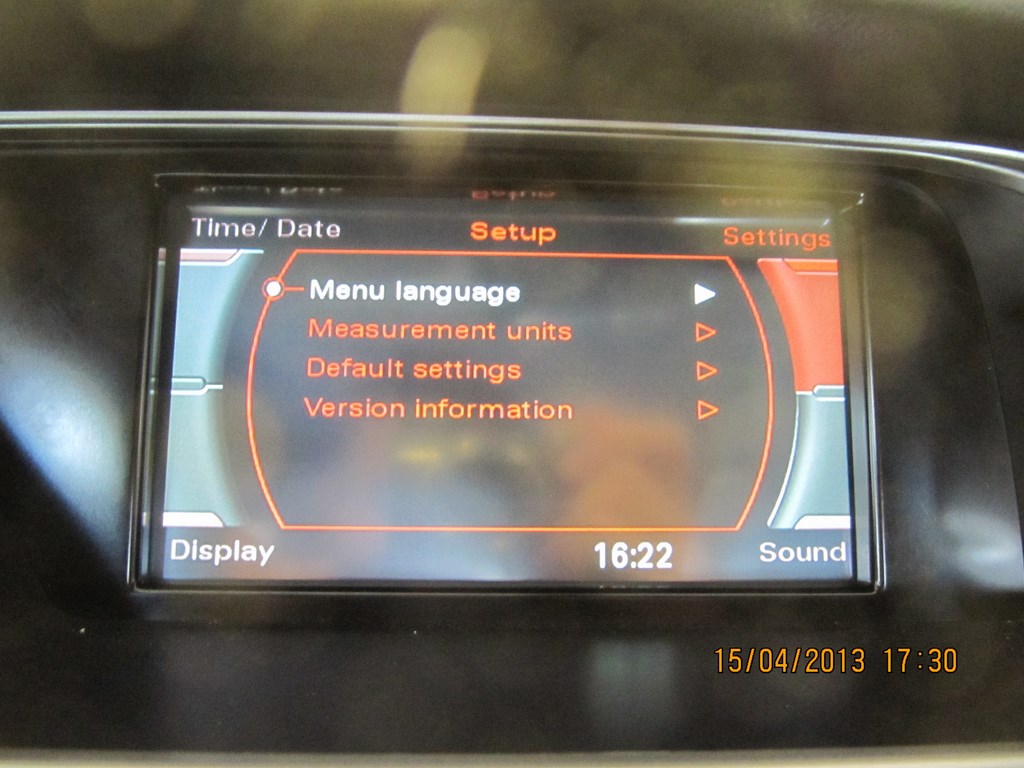 Time/ Date
Setup
Settings
Menu language
Measurement units
Default settings
Version information
Display
16:22
Sound
15/04/2013 17:30